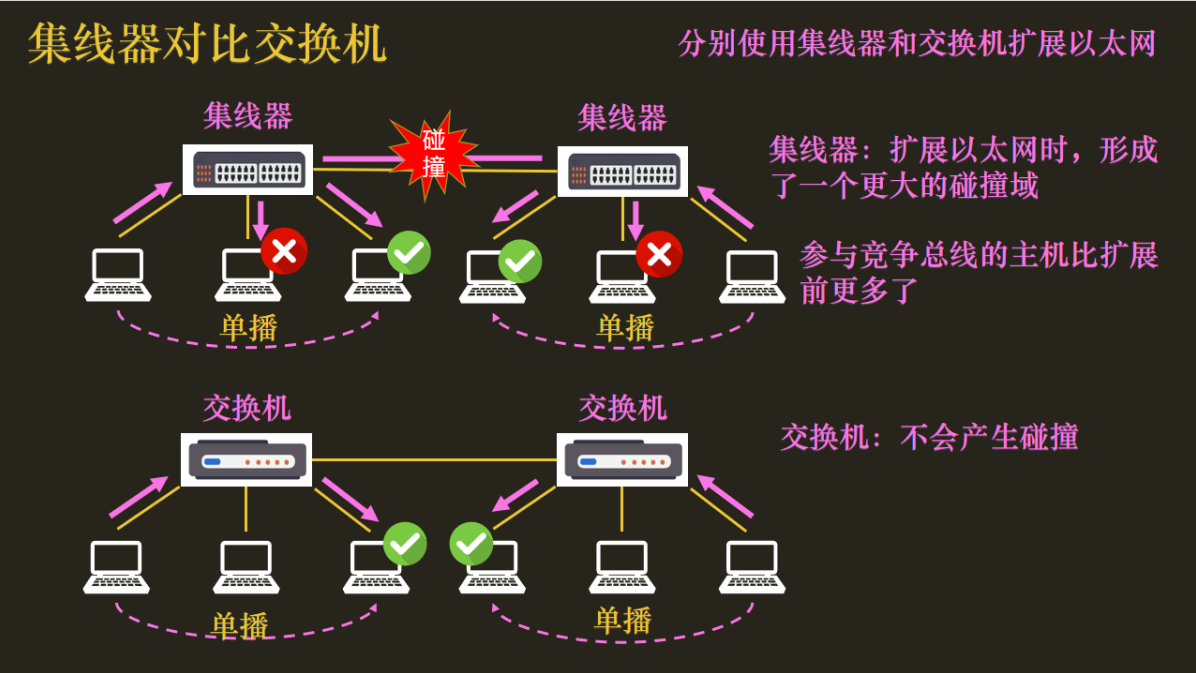 集线器对比交换机
分别使用集线器和交换机扩展以太网
集线器
集线器
碰
撞
集线器：扩展以太网时，形成
了一个更大的碰撞域
参与竞争总线的主机比扩展
前更多了
单播
单播
交换机
交换机
交换机：不会产生碰撞
单播
单播